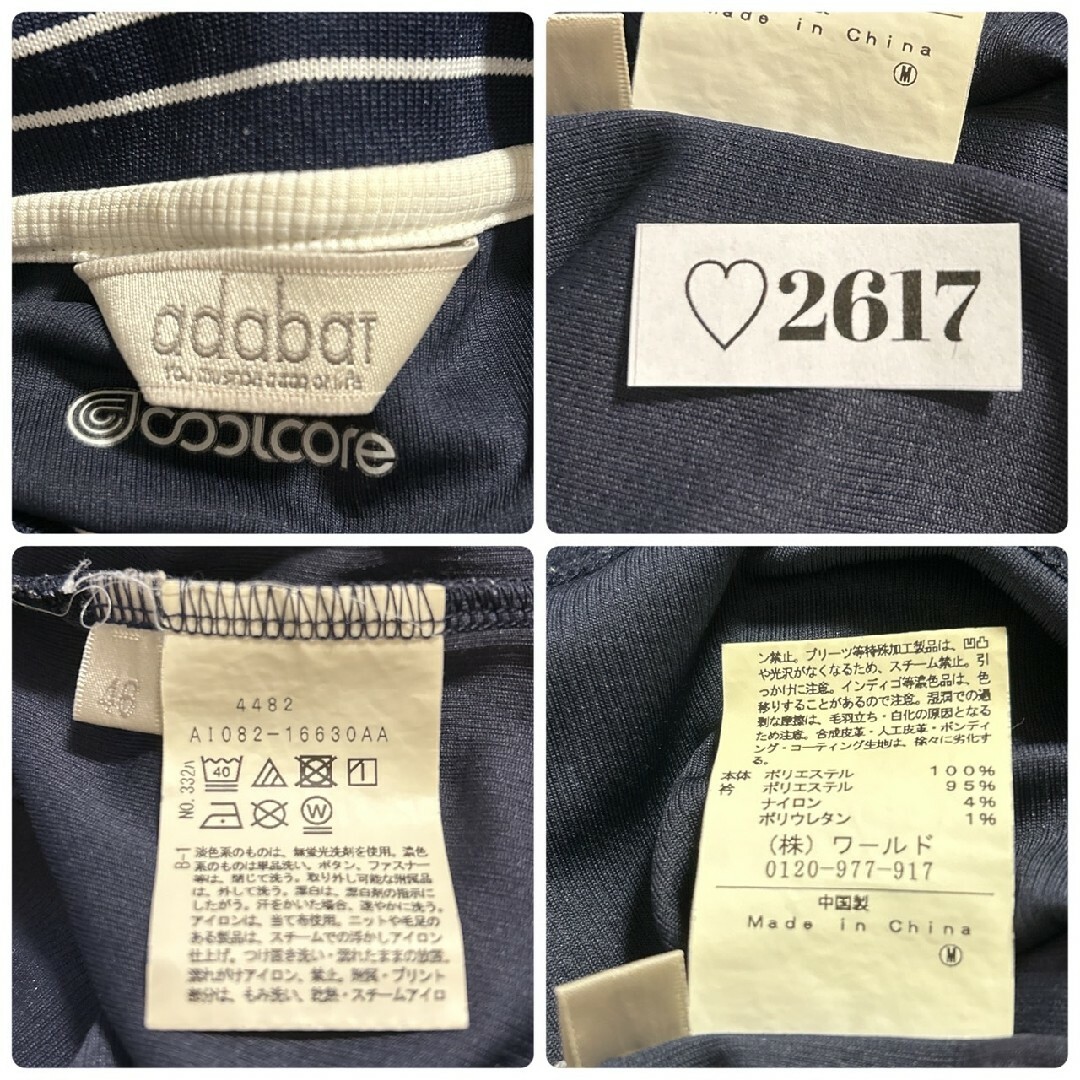 adabat
coolcore
Made in China
M
♡2617
46
4482
AI082-16630AA
NO.332ハ
40
1
W
B-1
淡色系のものは、無蛍光洗剤を使用。濃色
系のものは単品洗い。ボタン、ファスナー
等は、閉じて洗う。取り外し可能な附属品
は、外して洗う。漂白は、漂白剤の指示に
したがう。汗をかいた場合、速やかに洗う。
アイロンは、当て布使用。ニットや毛足の
ある製品は、スチームでの浮かしアイロン
仕上げ。つけ置き洗い・濡れたままの放置。
濡れがけアイロン、禁止。附属・プリント
部分は、もみ洗い、乾熱・スチームアイロ
ン禁止。プリーツ等特殊加工製品は、凹凸
や光沢がなくなるため、スチーム禁止。引
っかけに注意。インディゴ等濃色品は、色
移りすることがあるので注意。湿潤での過
剰な摩擦は、毛羽立ち・白化の原因となる
ため注意。合成皮革・人工皮革・ボンディ
ング・コーティング生地は、徐々に劣化す
る。
本体 ポリエステル 100%
衿 ポリエステル 95%
ナイロン 4%
ポリウレタン 1%
(株)ワールド
0120-977-917
中国製
Made in China
M